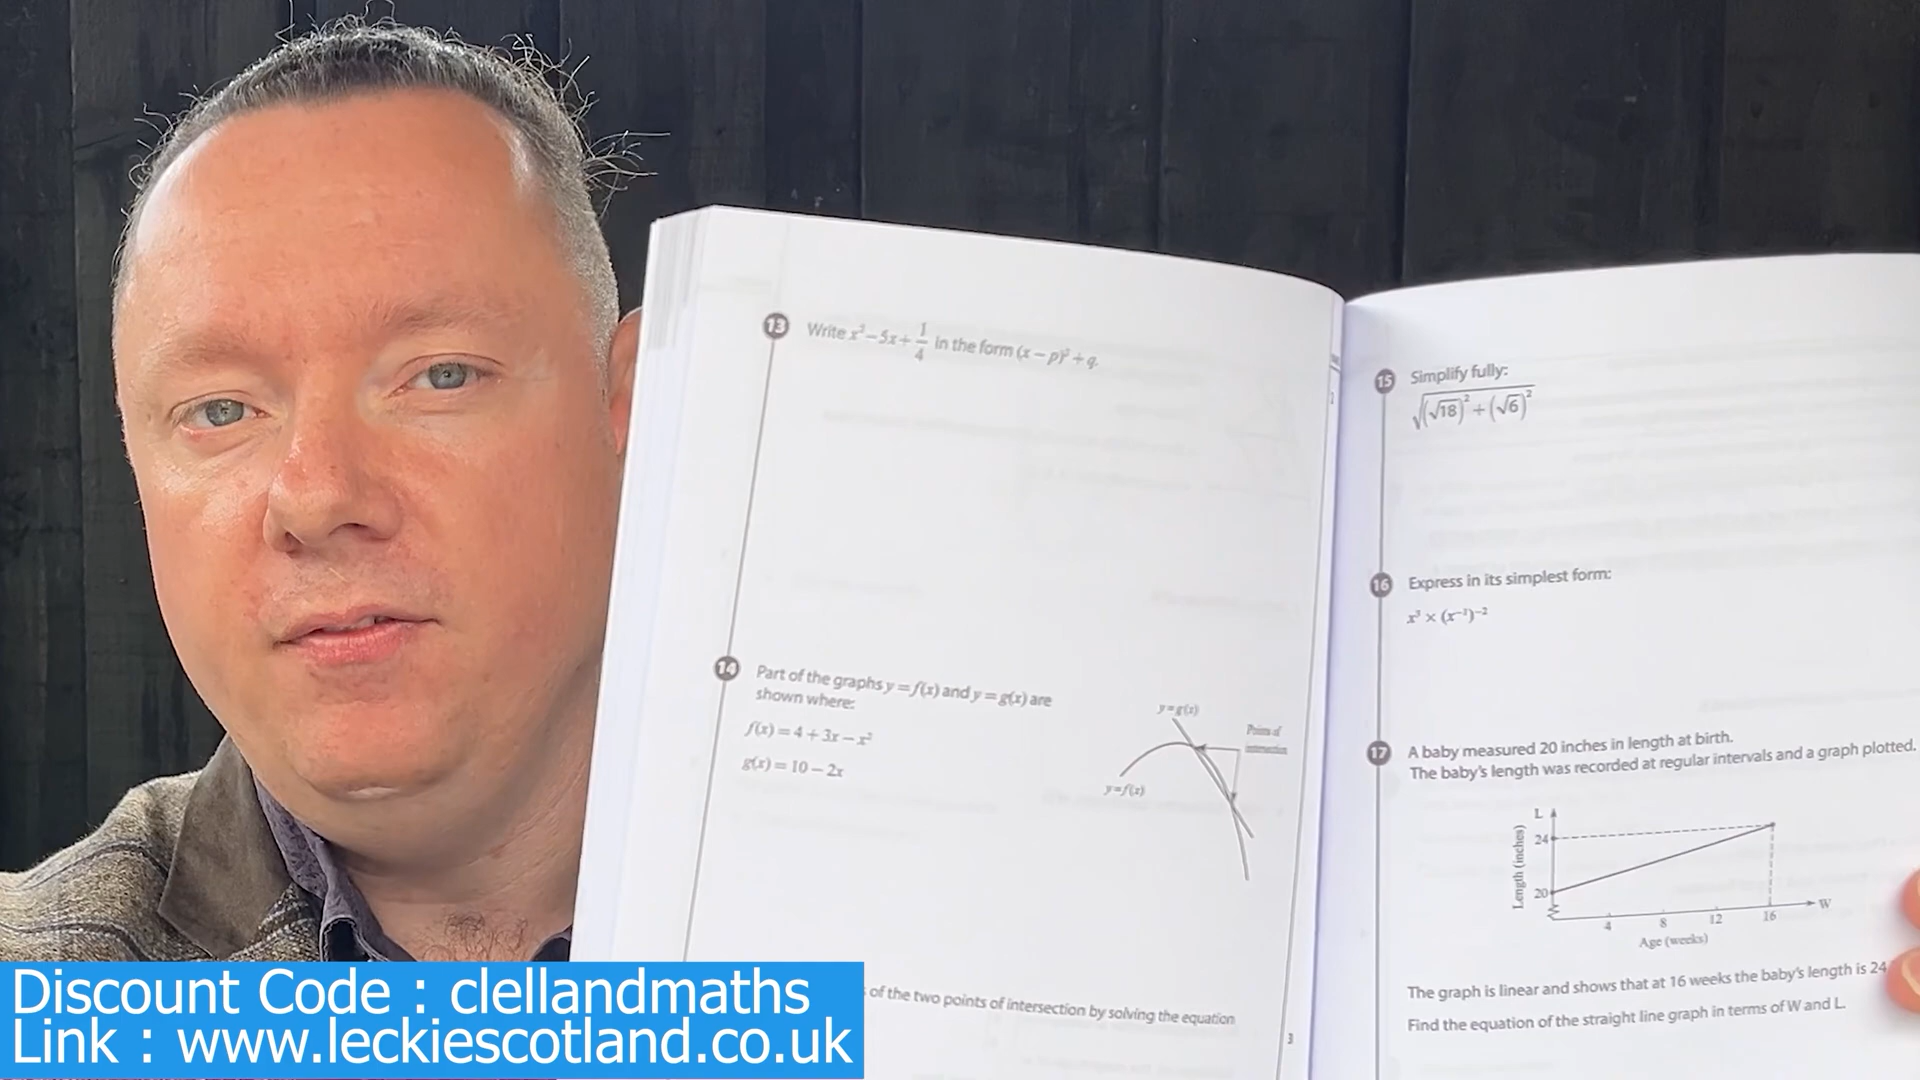 13 Write x² – 5x + 1/4 in the form (x – p)² + q.
14 Part of the graphs y = f(x) and y = g(x) are
shown where:
f(x) = 4 + 3x – x²
g(x) = 10 – 2x
y = g(x)
Points of
intersection
y = f(x)
of the two points of intersection by solving the equation
3
15 Simplify fully:
√((√18)² + (√6)²)
16 Express in its simplest form:
x³ × (x⁻¹)⁻²
17 A baby measured 20 inches in length at birth.
The baby's length was recorded at regular intervals and a graph plotted.
L
24
20
Length (inches)
4 8 12 16 W
Age (weeks)
The graph is linear and shows that at 16 weeks the baby's length is 24
Find the equation of the straight line graph in terms of W and L.
Discount Code : clellandmaths
Link : www.leckiescotland.co.uk